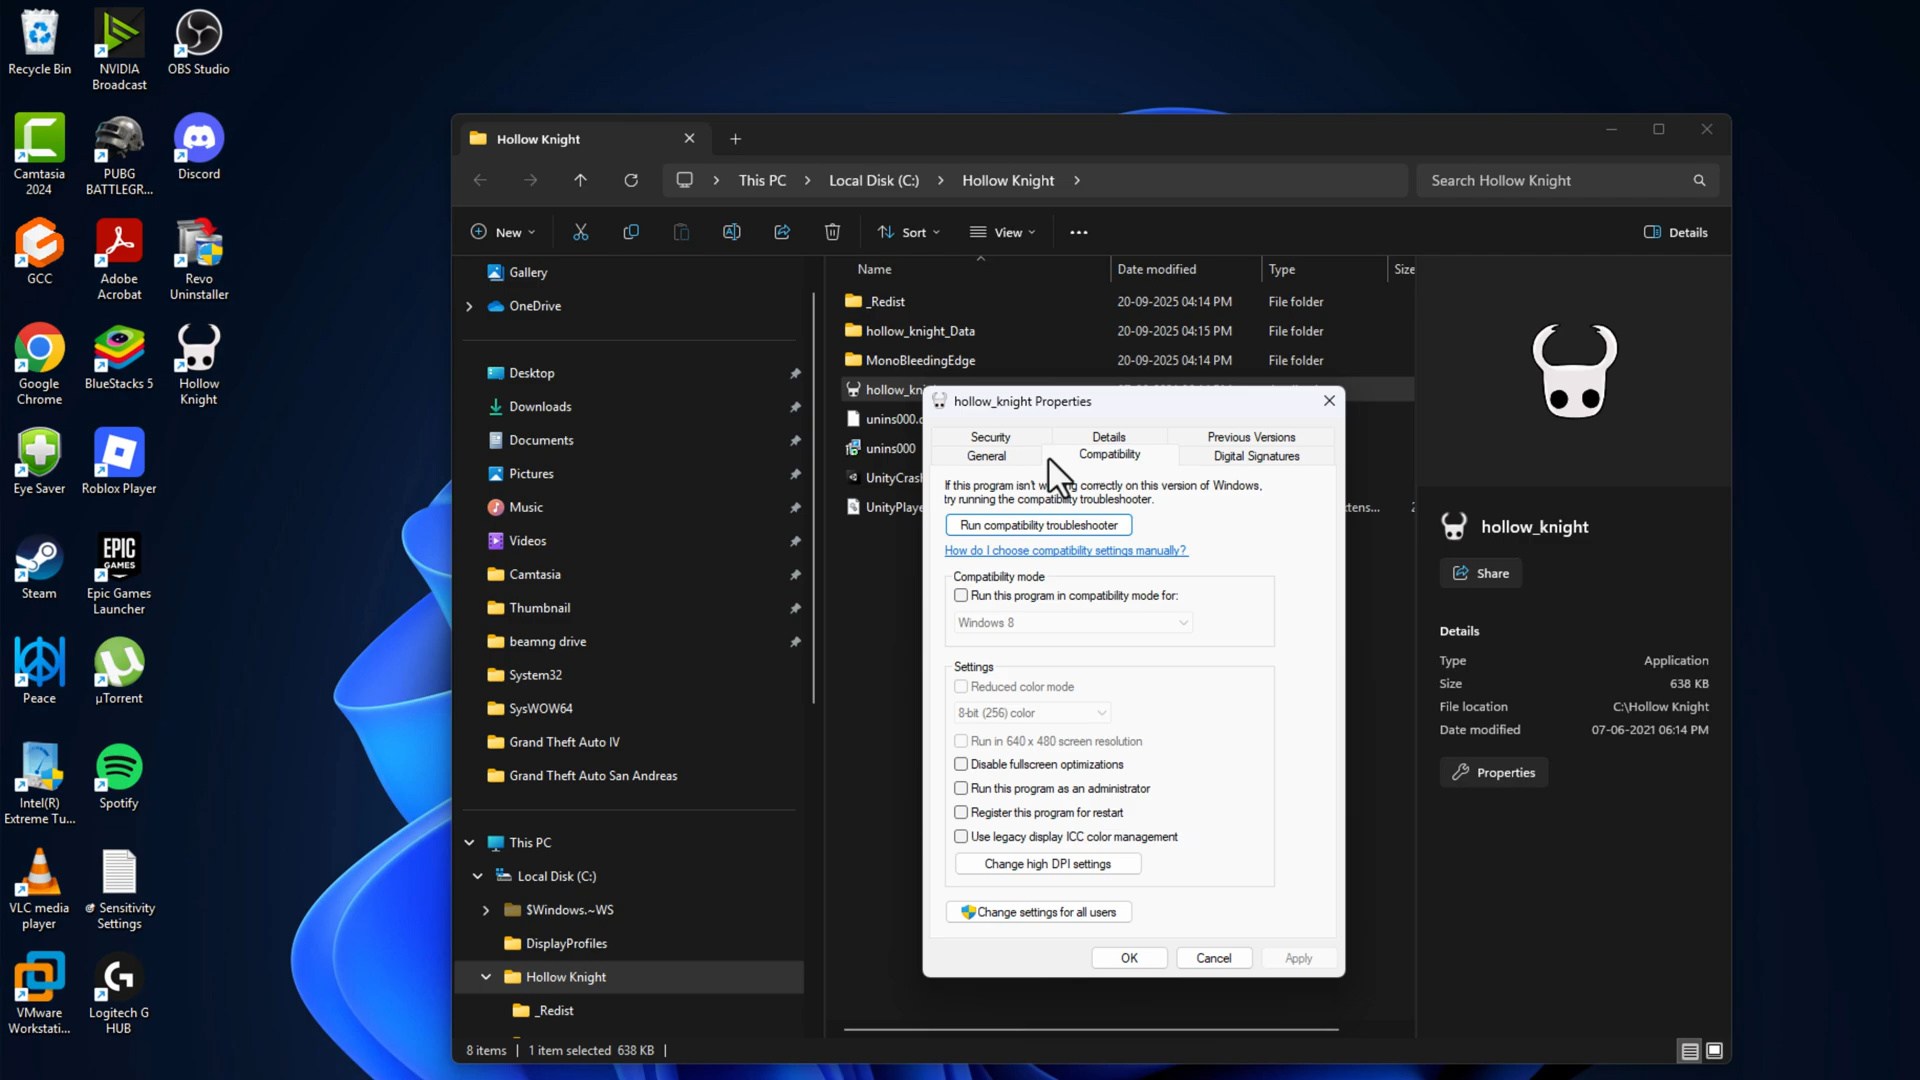 Recycle Bin
NVIDIA
Broadcast
OBS Studio
Camtasia
2024
PUBG
BATTLEGR...
Discord
GCC
Adobe
Acrobat
Revo
Uninstaller
Google
Chrome
BlueStacks 5
Hollow
Knight
Eye Saver
Roblox Player
Steam
EPIC
GAMES
Epic Games
Launcher
Peace
µTorrent
Intel(R)
Extreme Tu...
Spotify
VLC media
player
Sensitivity
Settings
VMware
Workstati...
Logitech G
HUB
Hollow Knight
This PC
Local Disk (C:)
Hollow Knight
Search Hollow Knight
New
Sort
View
Details
Gallery
OneDrive
Desktop
Downloads
Documents
Pictures
Music
Videos
Camtasia
Thumbnail
beamng drive
System32
SysWOW64
Grand Theft Auto IV
Grand Theft Auto San Andreas
This PC
Local Disk (C:)
$Windows.~WS
DisplayProfiles
Hollow Knight
_Redist
Name
Date modified
Type
Size
_Redist 20-09-2025 04:14 PM File folder
hollow_knight_Data 20-09-2025 04:15 PM File folder
MonoBleedingEdge 20-09-2025 04:14 PM File folder
hollow_kni
unins000.
unins000
UnityCras
UnityPlaye
tens...
hollow_knight Properties
Security
Details
Previous Versions
General
Compatibility
Digital Signatures
If this program isn't w g correctly on this version of Windows,
try running the compatibility troubleshooter.
Run compatibility troubleshooter
How do I choose compatibility settings manually?
Compatibility mode
Run this program in compatibility mode for:
Windows 8
Settings
Reduced color mode
8-bit (256) color
Run in 640 x 480 screen resolution
Disable fullscreen optimizations
Run this program as an administrator
Register this program for restart
Use legacy display ICC color management
Change high DPI settings
Change settings for all users
OK
Cancel
Apply
hollow_knight
Share
Details
Type Application
Size 638 KB
File location C:\Hollow Knight
Date modified 07-06-2021 06:14 PM
Properties
8 items
1 item selected 638 KB